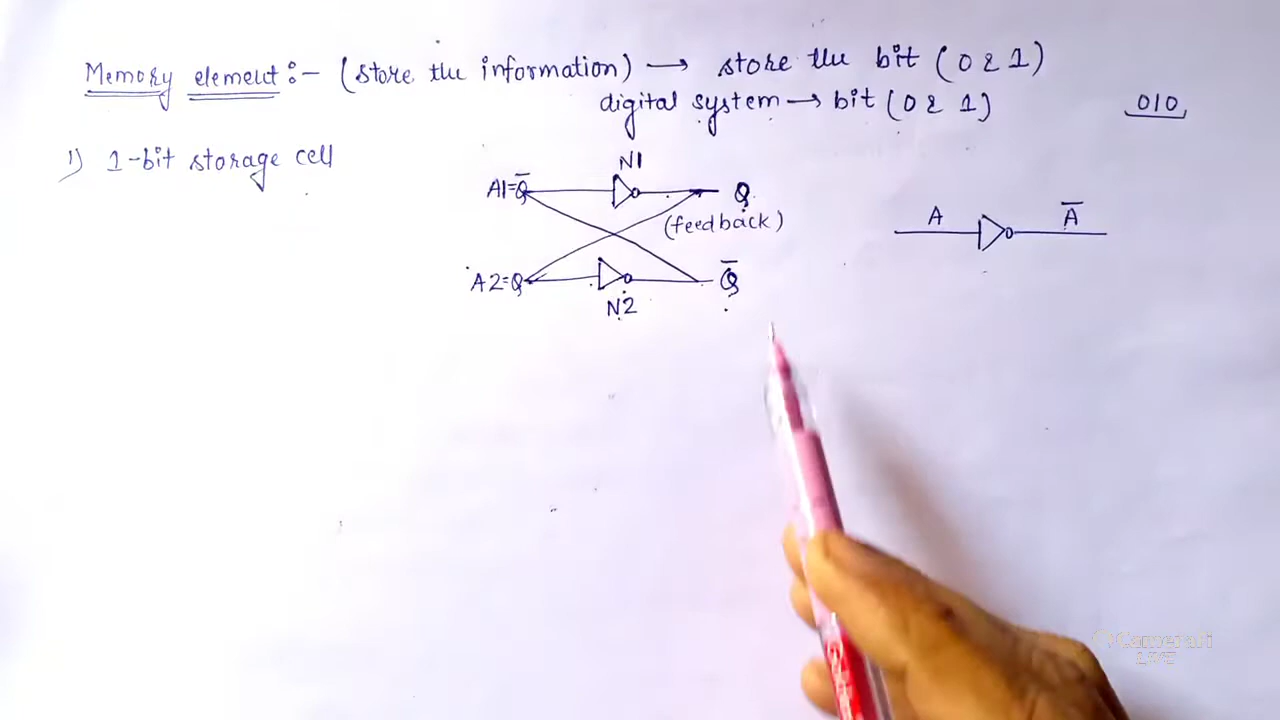 Memory element:- (store the information) → store the bit (0 & 1)
digital system → bit (0 & 1)
010
1) 1-bit storage cell
N1
A1=Q̅ Q
(feedback)
A2=Q Q̅
N2
A A̅